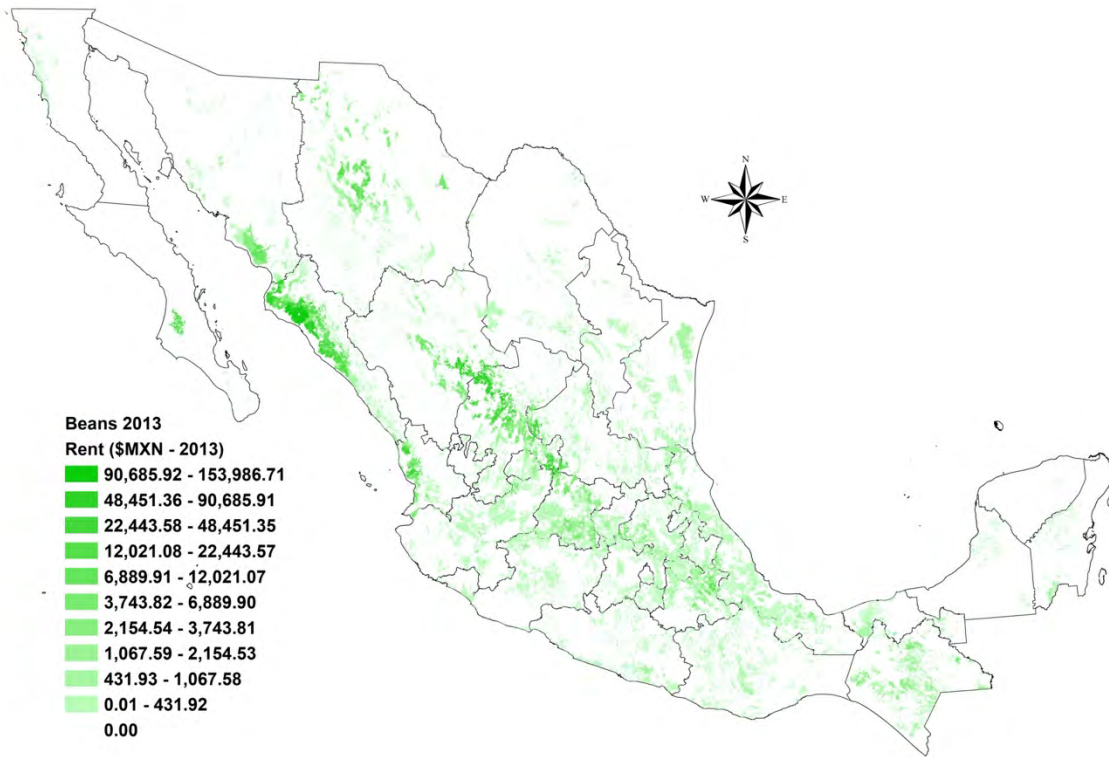 N
W E
S
Beans 2013
Rent ($MXN - 2013)
90,685.92 - 153,986.71
48,451.36 - 90,685.91
22,443.58 - 48,451.35
12,021.08 - 22,443.57
6,889.91 - 12,021.07
3,743.82 - 6,889.90
2,154.54 - 3,743.81
1,067.59 - 2,154.53
431.93 - 1,067.58
0.01 - 431.92
0.00